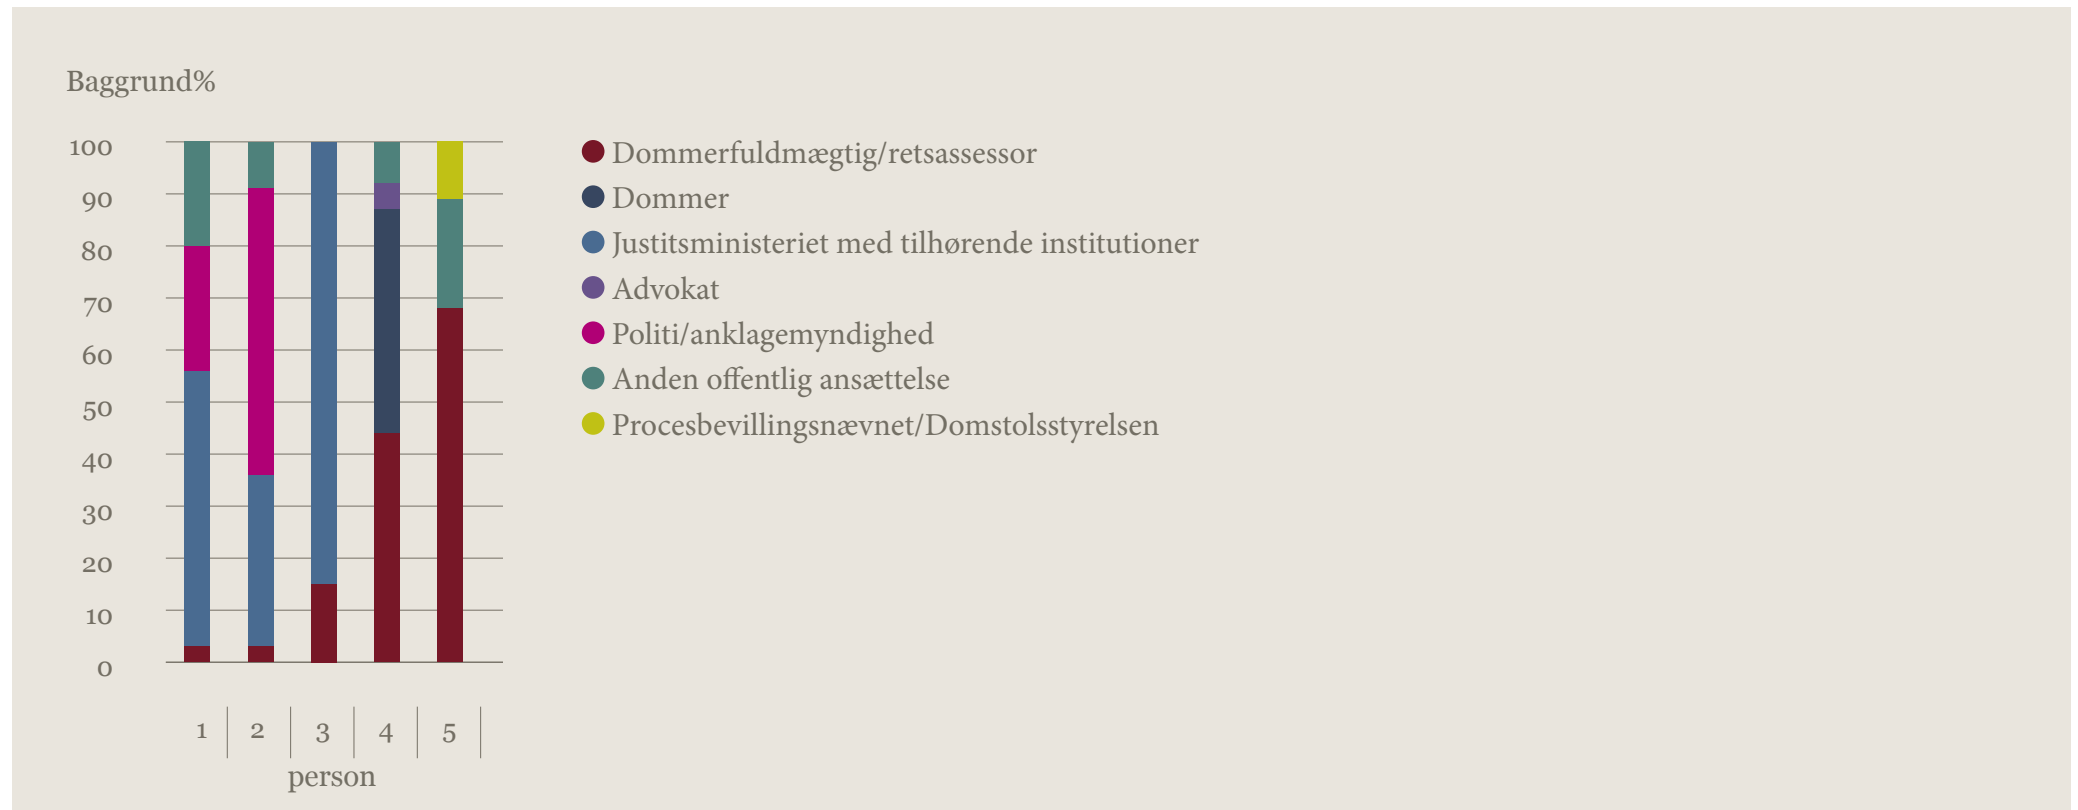 Baggrund%
100
90
80
70
60
50
40
30
20
10
0
Dommerfuldmægtig/retsassessor
Dommer
Justitsministeriet med tilhørende institutioner
Advokat
Politi/anklagemyndighed
Anden offentlig ansættelse
Procesbevillingsnævnet/Domstolsstyrelsen
1 2 3 4 5
person